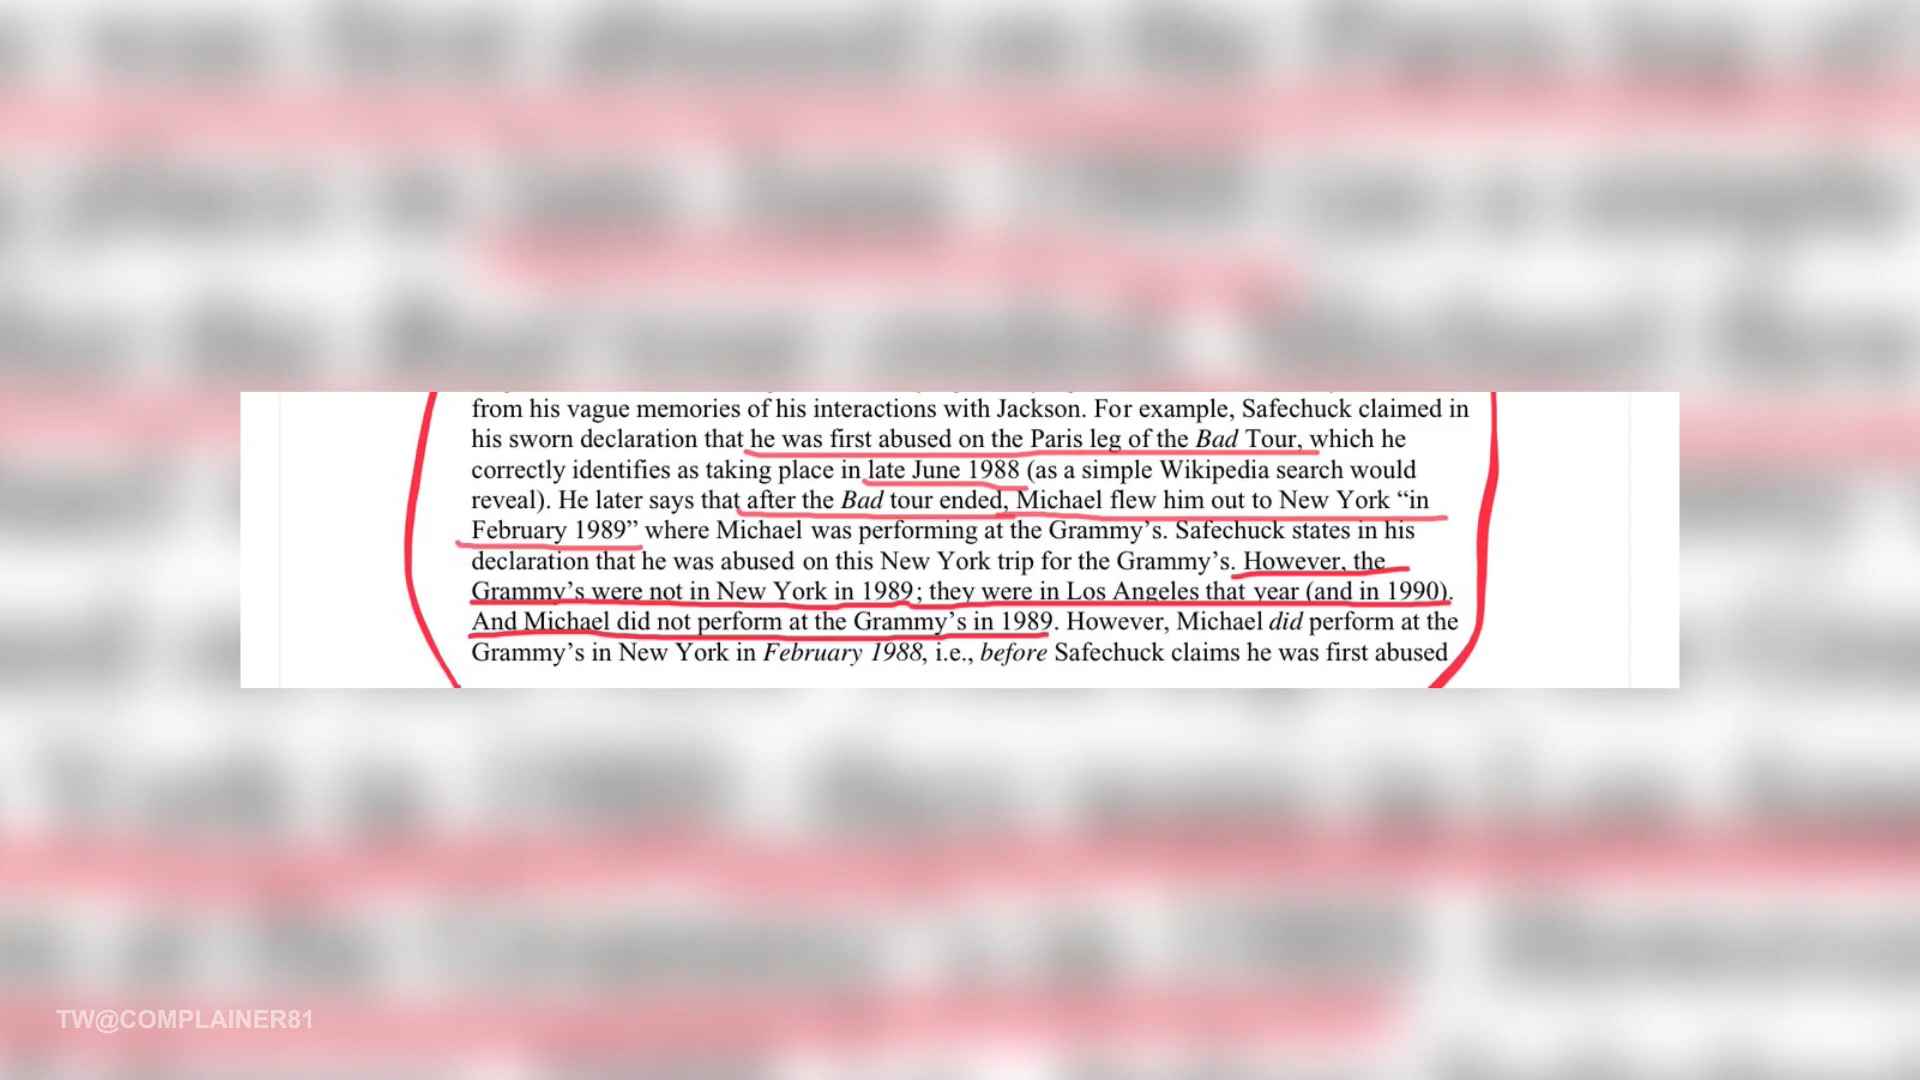 from his vague memories of his interactions with Jackson. For example, Safechuck claimed in
his sworn declaration that he was first abused on the Paris leg of the Bad Tour, which he
correctly identifies as taking place in late June 1988 (as a simple Wikipedia search would
reveal). He later says that after the Bad tour ended, Michael flew him out to New York “in
February 1989” where Michael was performing at the Grammy’s. Safechuck states in his
declaration that he was abused on this New York trip for the Grammy’s. However, the
Grammy’s were not in New York in 1989; they were in Los Angeles that year (and in 1990).
And Michael did not perform at the Grammy’s in 1989. However, Michael did perform at the
Grammy’s in New York in February 1988, i.e., before Safechuck claims he was first abused
TW@COMPLAINER81